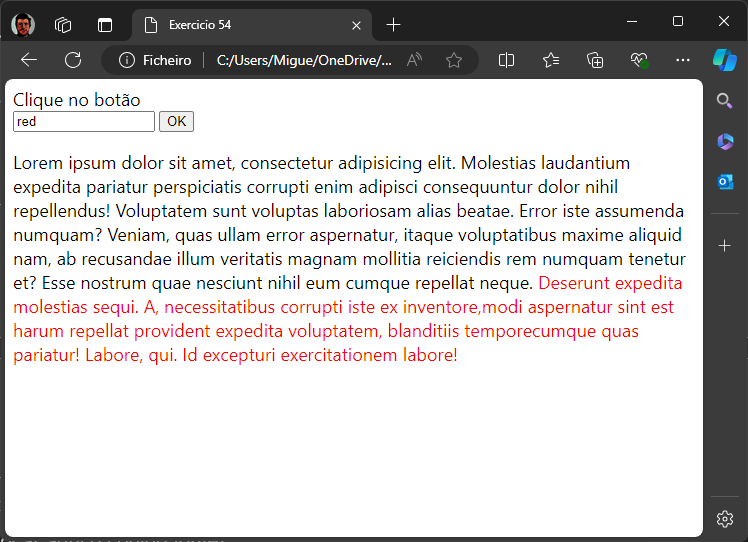 Exercicio 54
Ficheiro C:/Users/Migue/OneDrive/...
Clique no botão
red OK
Lorem ipsum dolor sit amet, consectetur adipisicing elit. Molestias laudantium
expedita pariatur perspiciatis corrupti enim adipisci consequuntur dolor nihil
repellendus! Voluptatem sunt voluptas laboriosam alias beatae. Error iste assumenda
numquam? Veniam, quas ullam error aspernatur, itaque voluptatibus maxime aliquid
nam, ab recusandae illum veritatis magnam mollitia reiciendis rem numquam tenetur
et? Esse nostrum quae nesciunt nihil eum cumque repellat neque. Deserunt expedita
molestias sequi. A, necessitatibus corrupti iste ex inventore,modi aspernatur sint est
harum repellat provident expedita voluptatem, blanditiis temporecumque quas
pariatur! Labore, qui. Id excepturi exercitationem labore!